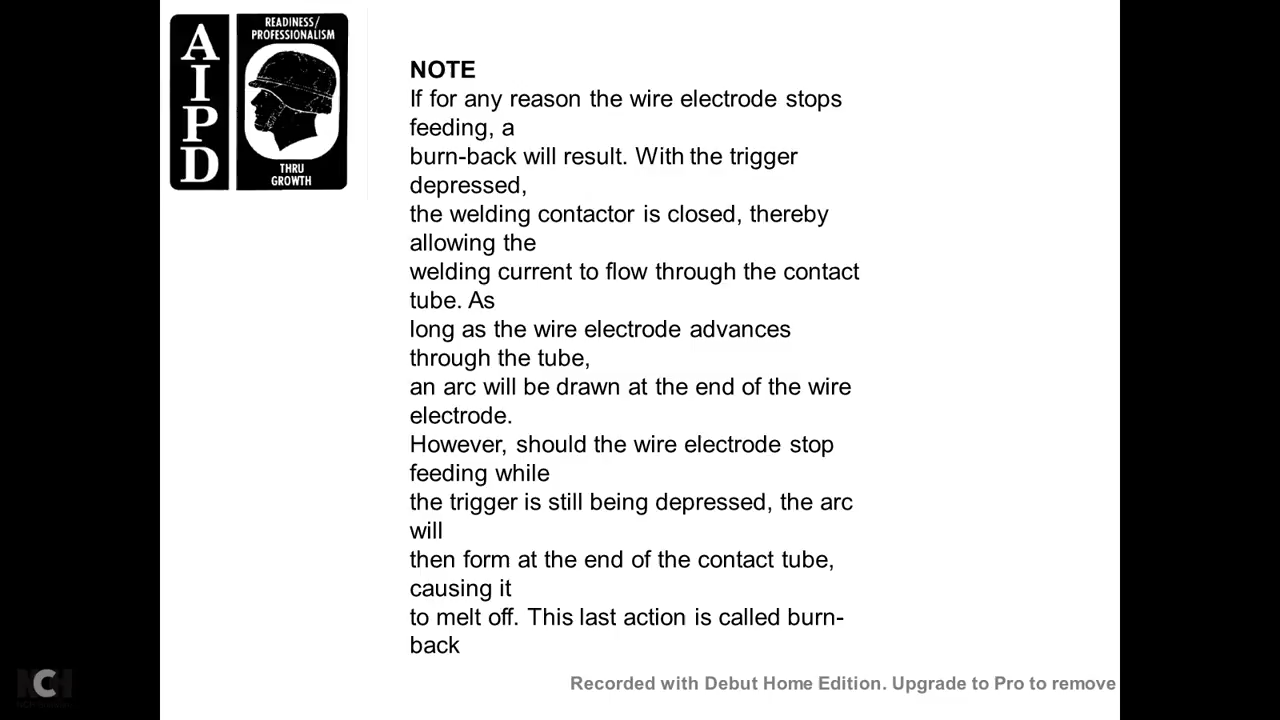 READINESS/
PROFESSIONALISM
AIPD
THRU
GROWTH
NOTE
If for any reason the wire electrode stops
feeding, a
burn-back will result. With the trigger
depressed,
the welding contactor is closed, thereby
allowing the
welding current to flow through the contact
tube. As
long as the wire electrode advances
through the tube,
an arc will be drawn at the end of the wire
electrode.
However, should the wire electrode stop
feeding while
the trigger is still being depressed, the arc
will
then form at the end of the contact tube,
causing it
to melt off. This last action is called burn-
back
Recorded with Debut Home Edition. Upgrade to Pro to remove